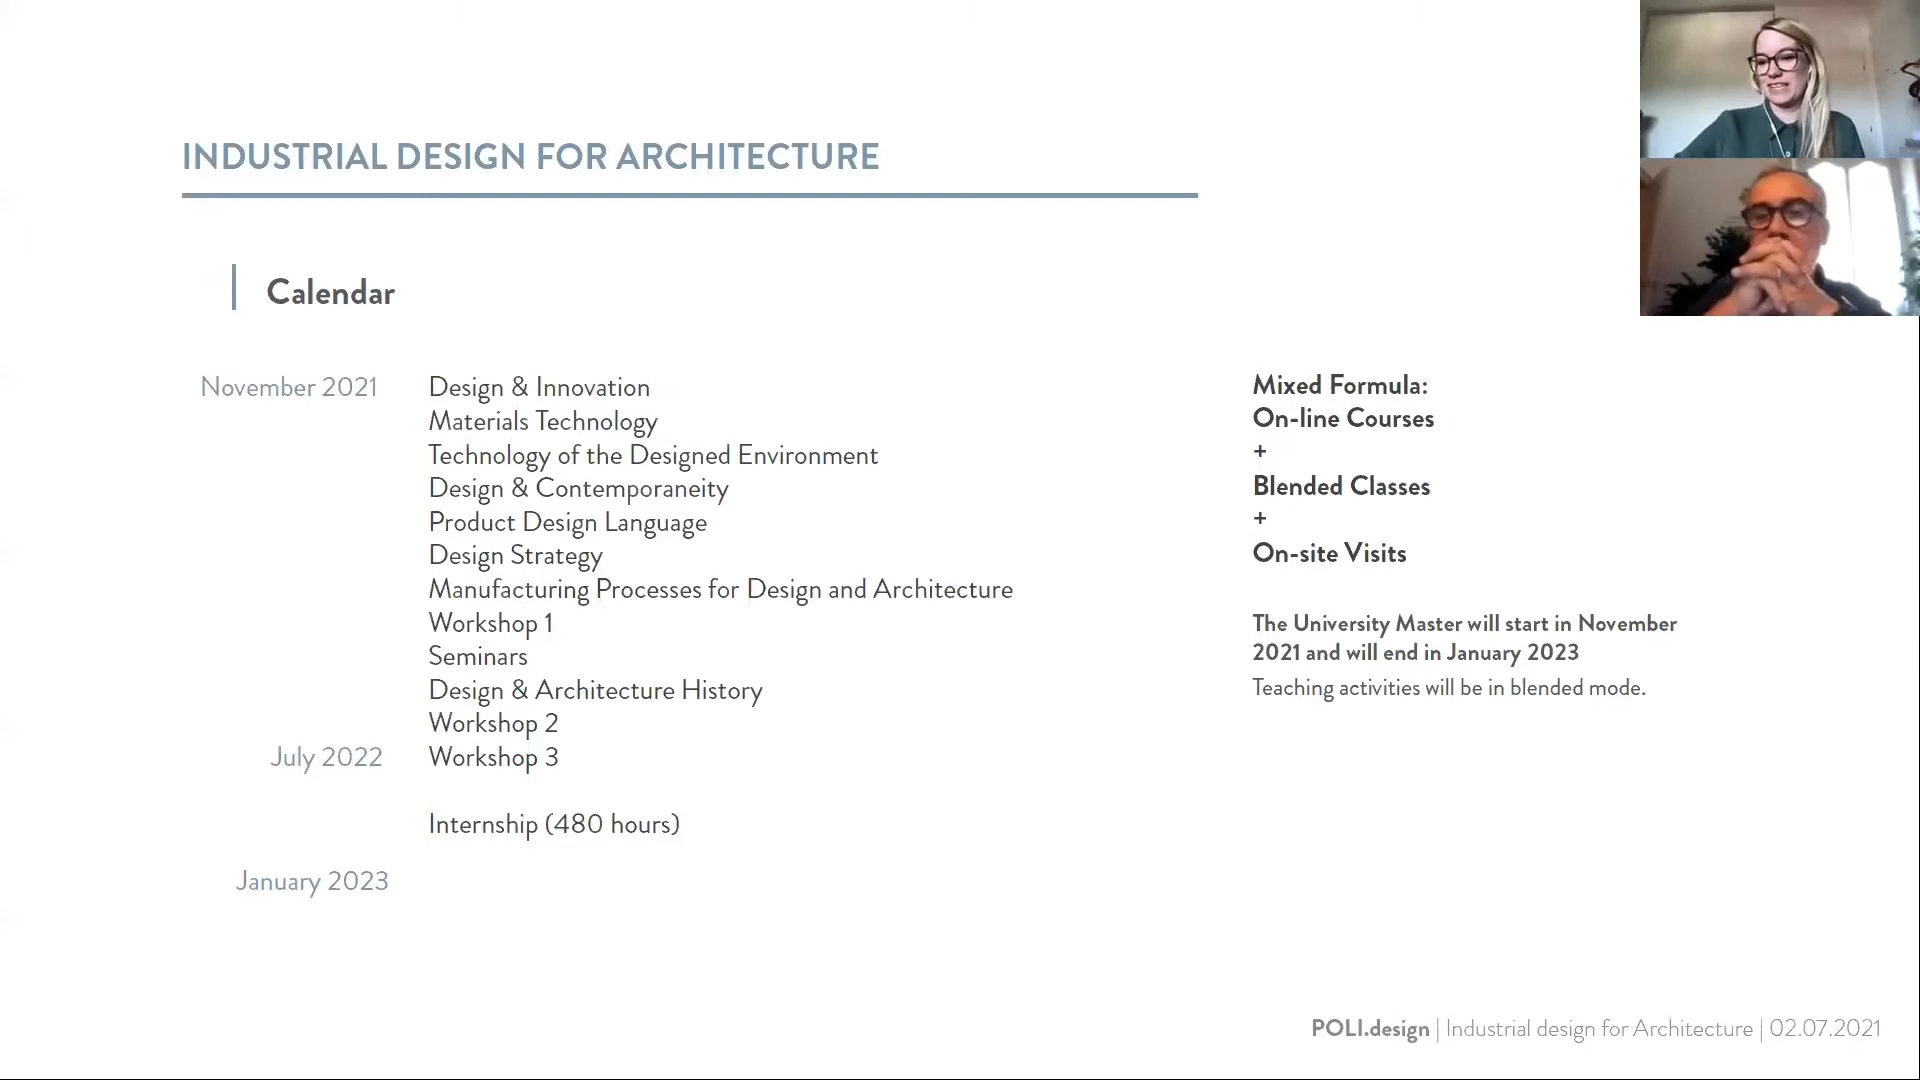 INDUSTRIAL DESIGN FOR ARCHITECTURE
Calendar
November 2021
Design & Innovation
Materials Technology
Technology of the Designed Environment
Design & Contemporaneity
Product Design Language
Design Strategy
Manufacturing Processes for Design and Architecture
Workshop 1
Seminars
Design & Architecture History
Workshop 2
July 2022
Workshop 3
Internship (480 hours)
January 2023
Mixed Formula:
On-line Courses
+
Blended Classes
+
On-site Visits
The University Master will start in November
2021 and will end in January 2023
Teaching activities will be in blended mode.
POLI.design | Industrial design for Architecture | 02.07.2021